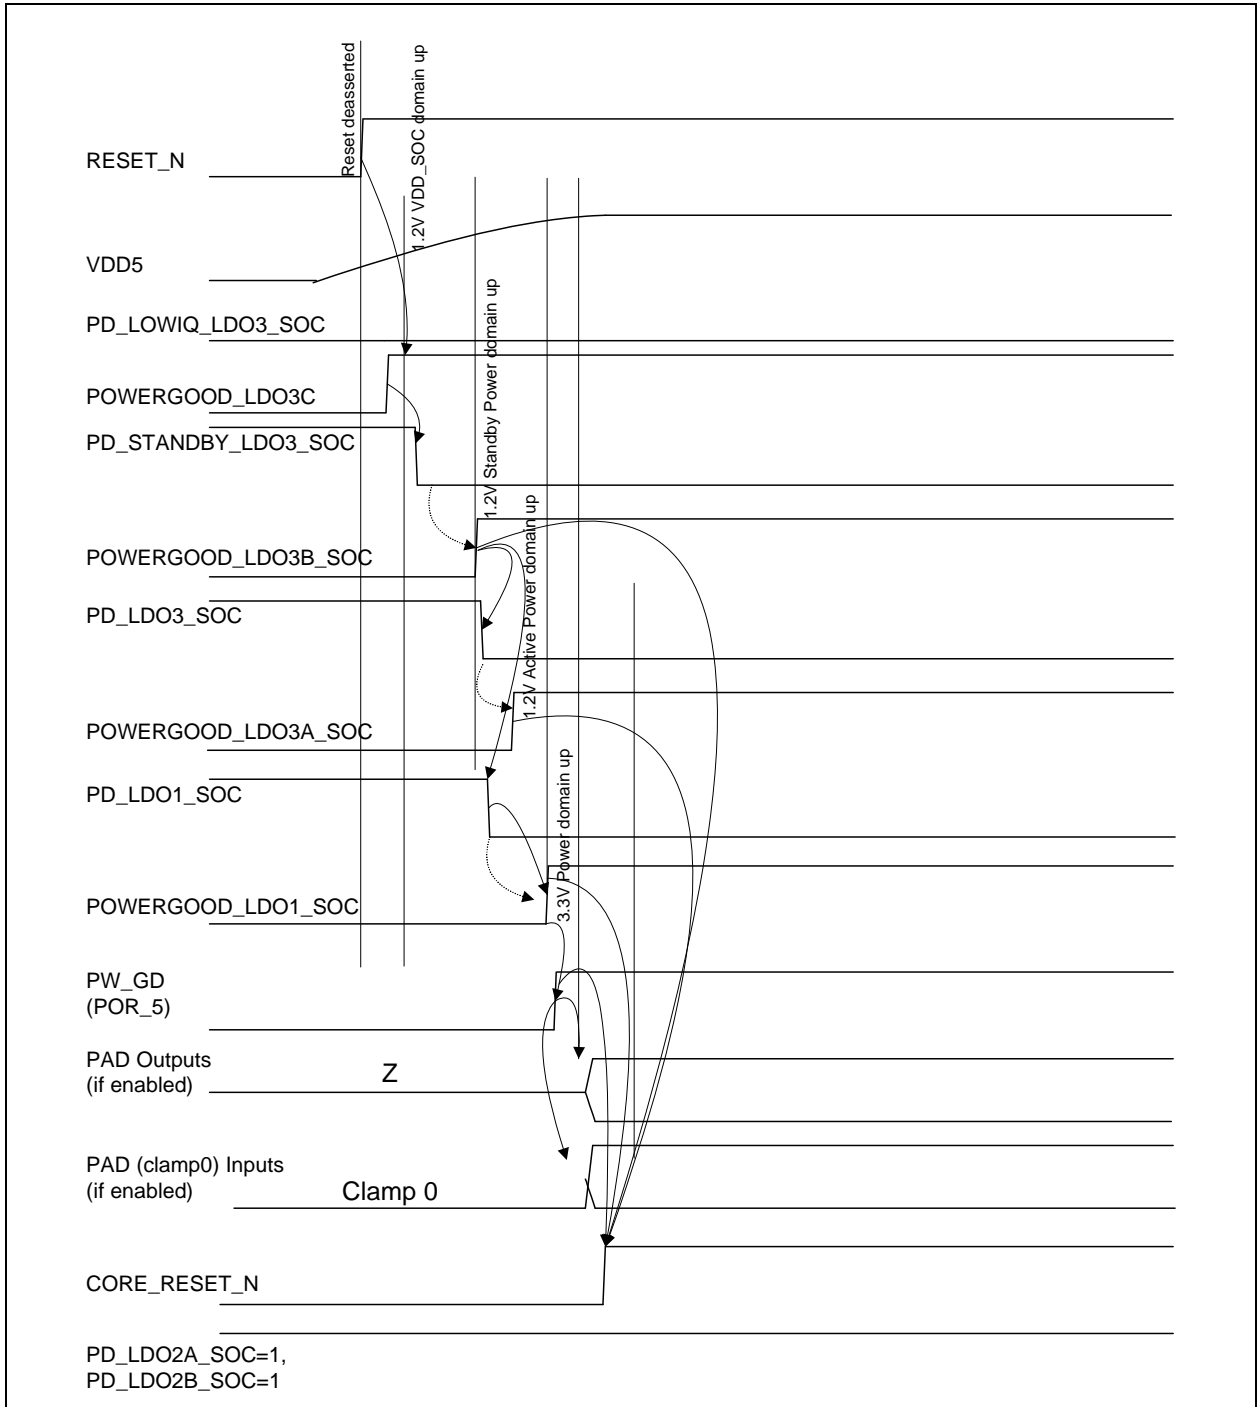 Reset deasserted
1.2V VDD_SOC domain up
RESET_N
VDD5
PD_LOWIQ_LDO3_SOC
1.2V Standby Power domain up
POWERGOOD_LDO3C
PD_STANDBY_LDO3_SOC
1.2V Active Power domain up
POWERGOOD_LDO3B_SOC
PD_LDO3_SOC
POWERGOOD_LDO3A_SOC
3.3V Power domain up
PD_LDO1_SOC
POWERGOOD_LDO1_SOC
PW_GD
(POR_5)
PAD Outputs
(if enabled)
Z
PAD (clamp0) Inputs
(if enabled)
Clamp 0
CORE_RESET_N
PD_LDO2A_SOC=1,
PD_LDO2B_SOC=1